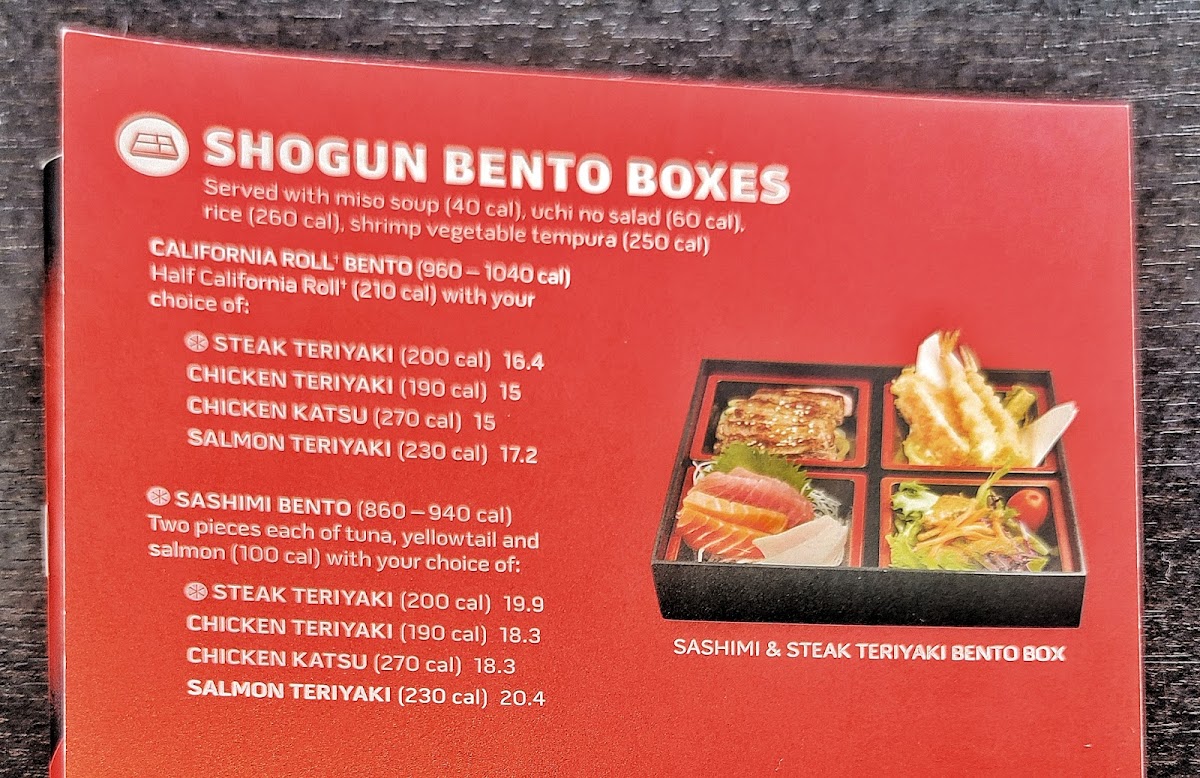 SHOGUN BENTO BOXES
Served with miso soup (40 cal), uchi no salad (60 cal),
rice (260 cal), shrimp vegetable tempura (250 cal)
CALIFORNIA ROLL† BENTO (960 – 1040 cal)
Half California Roll† (210 cal) with your
choice of:
STEAK TERIYAKI (200 cal) 16.4
CHICKEN TERIYAKI (190 cal) 15
CHICKEN KATSU (270 cal) 15
SALMON TERIYAKI (230 cal) 17.2
SASHIMI BENTO (860 – 940 cal)
Two pieces each of tuna, yellowtail and
salmon (100 cal) with your choice of:
STEAK TERIYAKI (200 cal) 19.9
CHICKEN TERIYAKI (190 cal) 18.3
CHICKEN KATSU (270 cal) 18.3
SALMON TERIYAKI (230 cal) 20.4
SASHIMI & STEAK TERIYAKI BENTO BOX